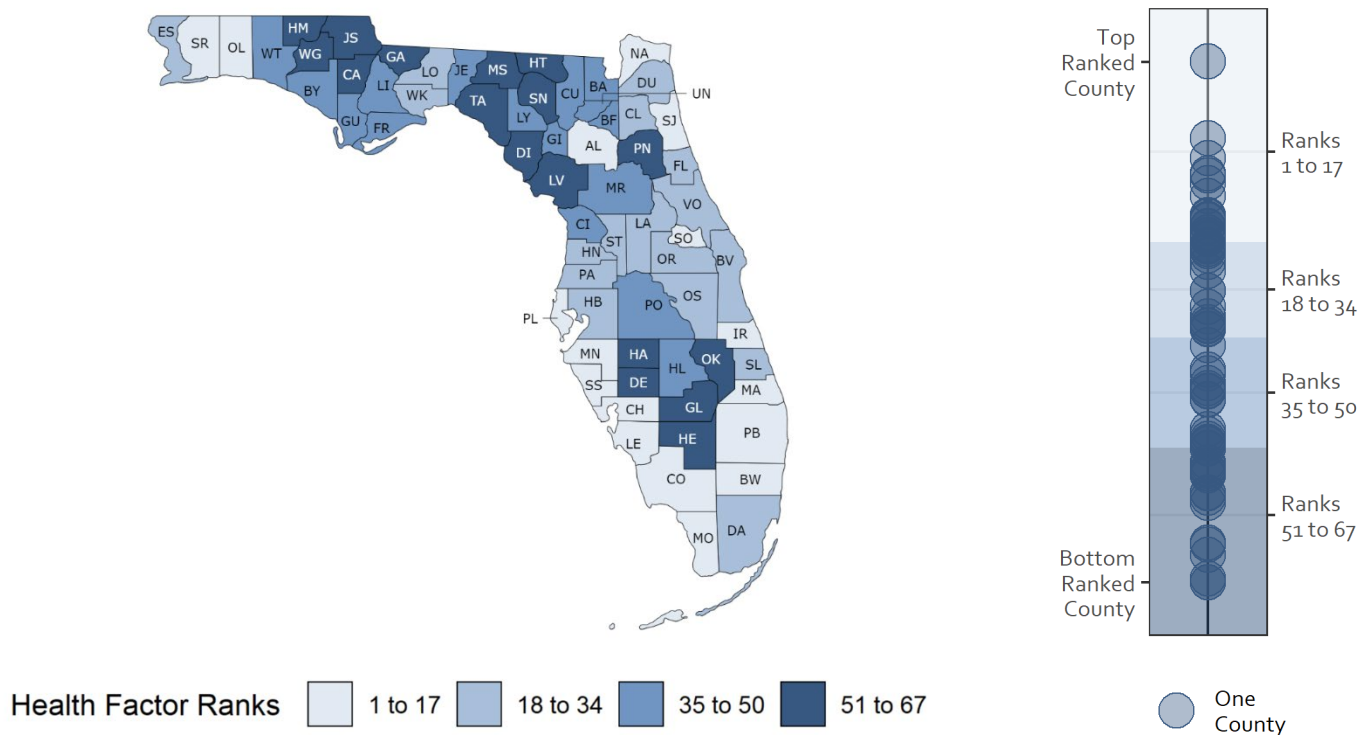 ES
SR
OL
WT
HM
JS
WG
CA
BY
LI
GU
FR
GA
LO
WK
JE
MS
HT
TA
SN
LY
CU
BA
UN
BF
NA
DU
CL
SJ
DI
GI
AL
PN
LV
MR
FL
VO
CI
ST
LA
SO
HN
OR
BV
PA
HB
PO
OS
PL
IR
MN
HA
HL
OK
SL
SS
DE
MA
CH
GL
LE
HE
PB
CO
BW
MO
DA
Top
Ranked
County
Ranks
1 to 17
Ranks
18 to 34
Ranks
35 to 50
Ranks
51 to 67
Bottom
Ranked
County
Health Factor Ranks
1 to 17
18 to 34
35 to 50
51 to 67
One
County